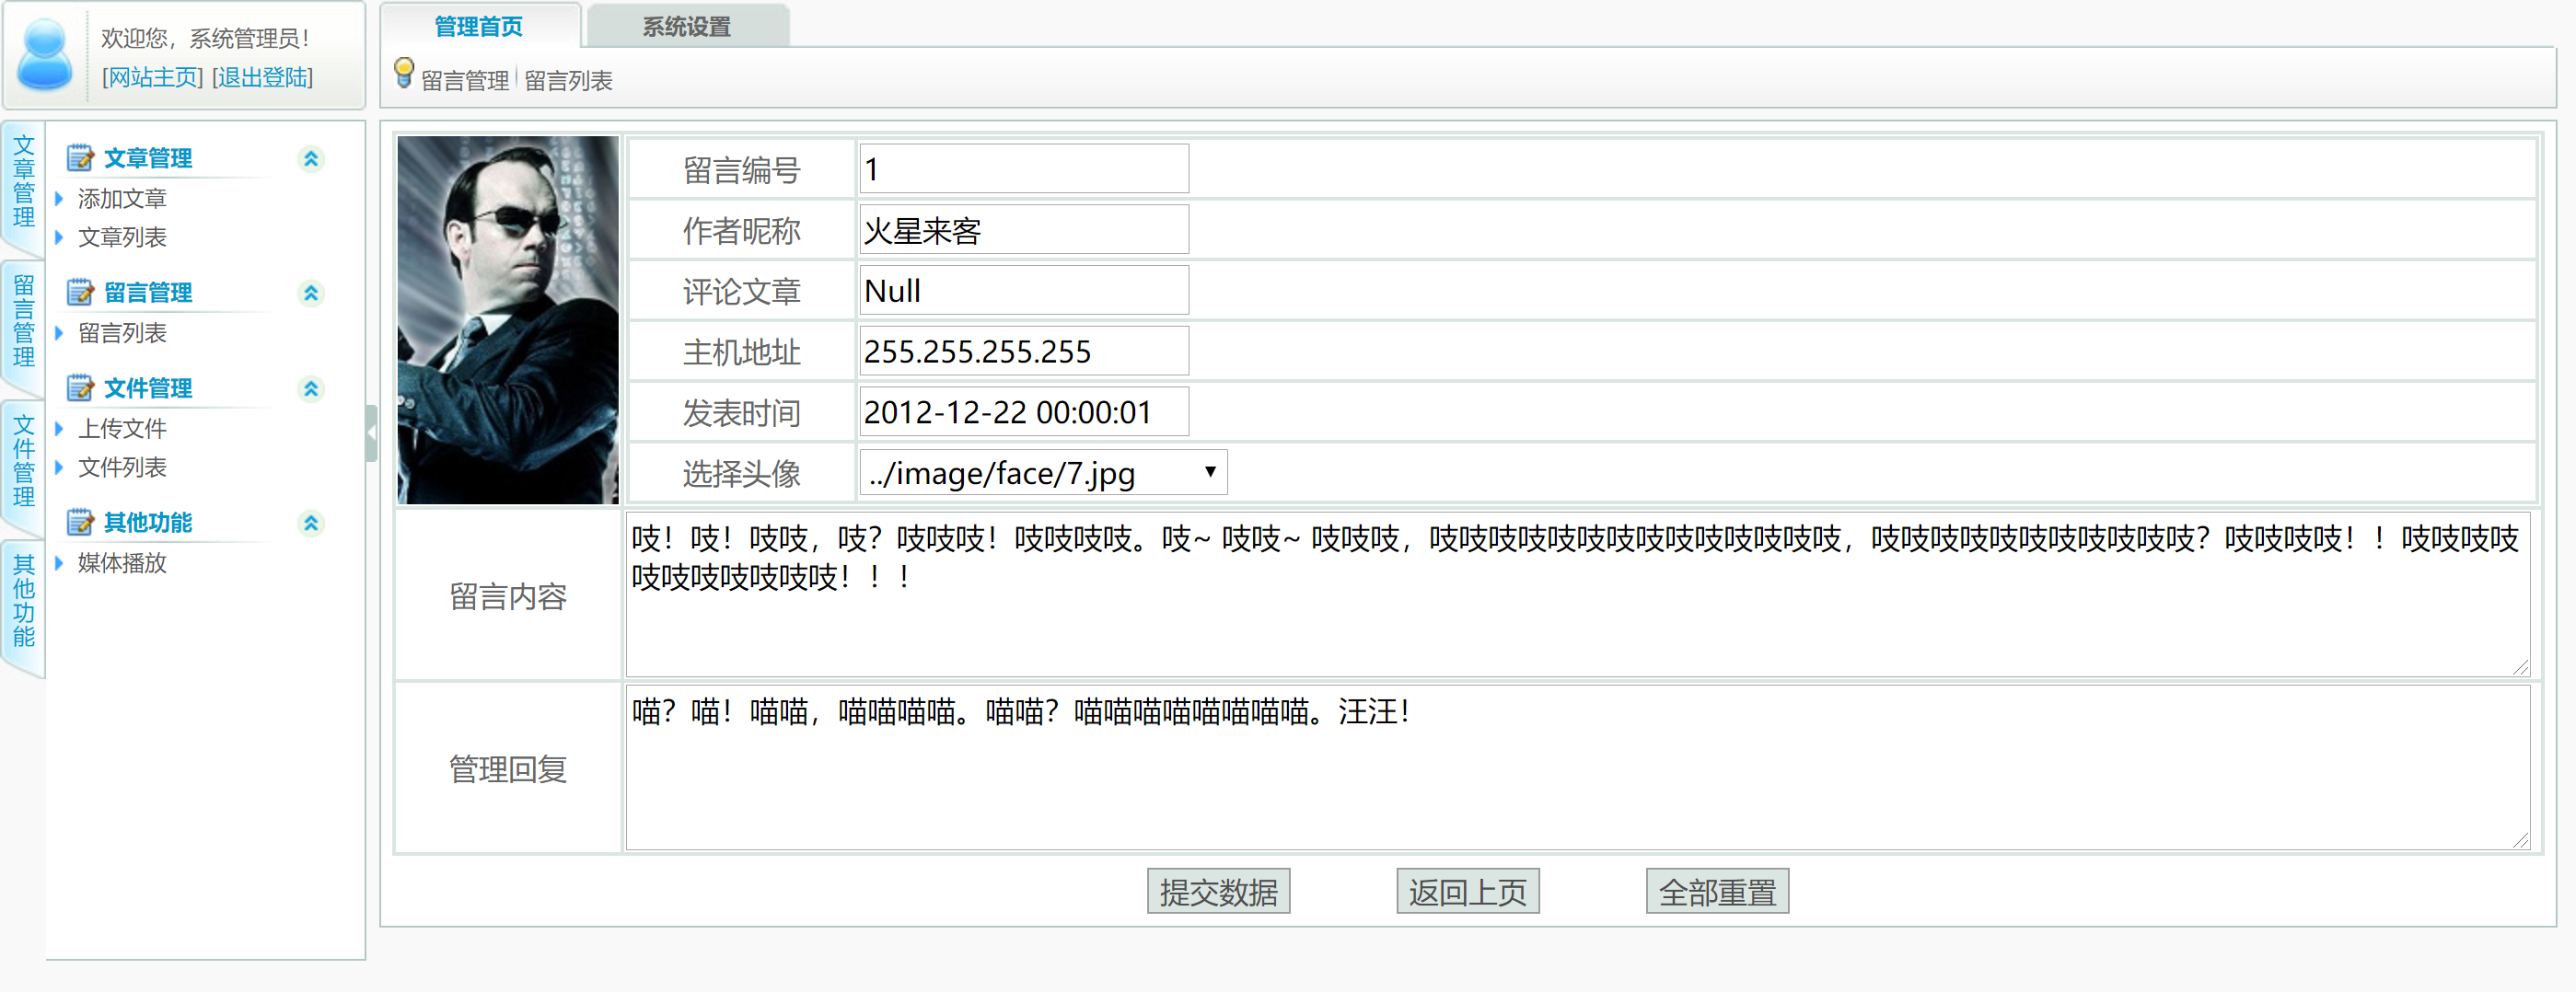 欢迎您，系统管理员！
[网站主页] [退出登陆]
管理首页
系统设置
留言管理 留言列表
文章管理
留言管理
文件管理
其他功能
文章管理
添加文章
文章列表
留言管理
留言列表
文件管理
上传文件
文件列表
其他功能
媒体播放
留言编号 1
作者昵称 火星来客
评论文章 Null
主机地址 255.255.255.255
发表时间 2012-12-22 00:00:01
选择头像 ../image/face/7.jpg
留言内容
吱！吱！吱吱，吱？吱吱吱！吱吱吱吱。吱~ 吱吱~ 吱吱吱，吱吱吱吱吱吱吱吱吱吱吱吱吱吱，吱吱吱吱吱吱吱吱吱吱吱？吱吱吱吱！！吱吱吱吱
吱吱吱吱吱吱吱！！！
管理回复
喵？喵！喵喵，喵喵喵喵。喵喵？喵喵喵喵喵喵喵喵。汪汪！
提交数据 返回上页 全部重置